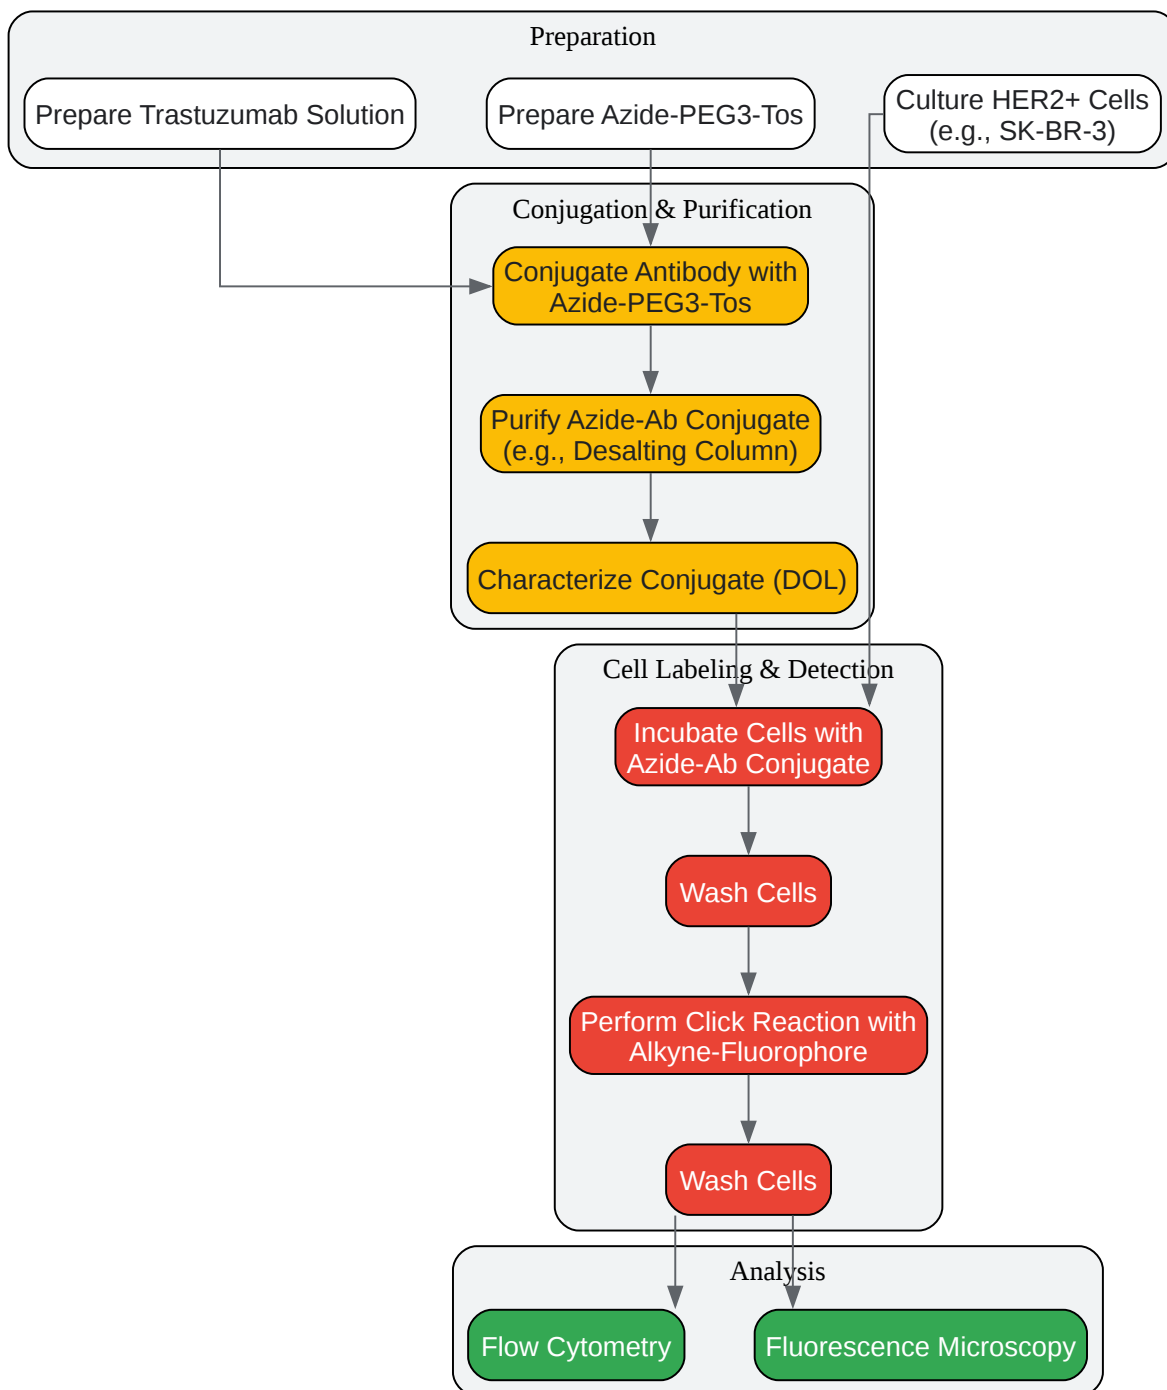 Preparation
Prepare Trastuzumab Solution
Prepare Azide-PEG3-Tos
Culture HER2+ Cells
(e.g., SK-BR-3)
Conjugation & Purification
Conjugate Antibody with
Azide-PEG3-Tos
Purify Azide-Ab Conjugate
(e.g., Desalting Column)
Characterize Conjugate (DOL)
Cell Labeling & Detection
Incubate Cells with
Azide-Ab Conjugate
Wash Cells
Perform Click Reaction with
Alkyne-Fluorophore
Wash Cells
Analysis
Flow Cytometry
Fluorescence Microscopy